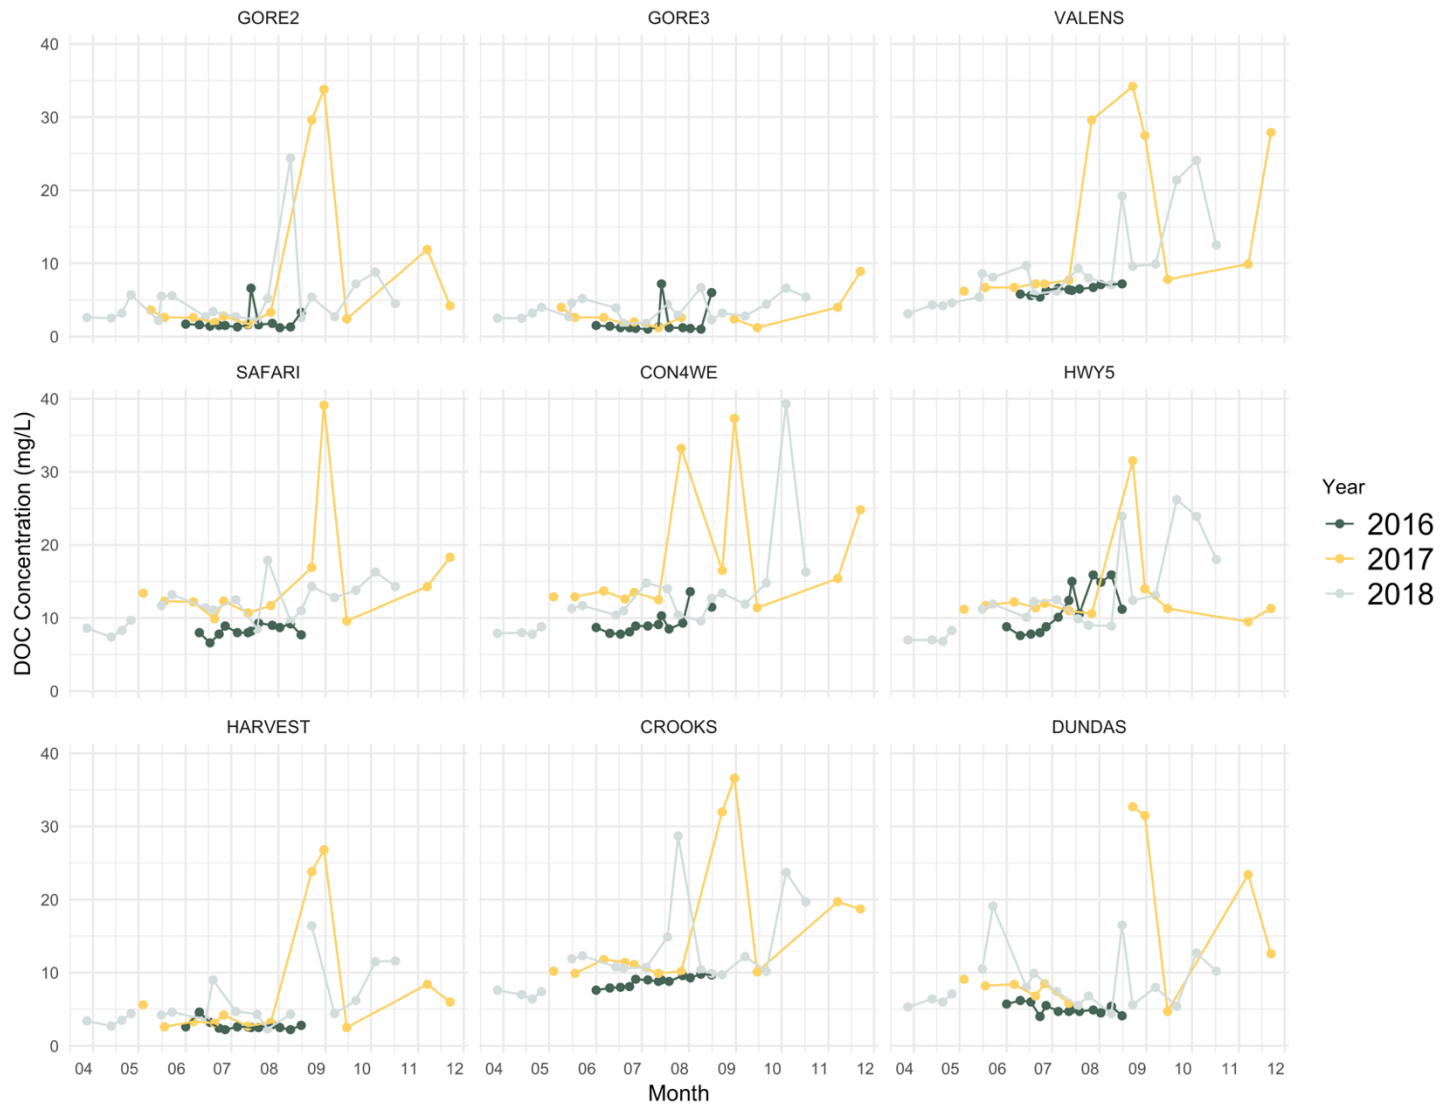 GORE2 GORE3 VALENS
40
30
20
10
0
SAFARI CON4WE HWY5
40
30
20
10
0
HARVEST CROOKS DUNDAS
40
30
20
10
0
04 05 06 07 08 09 10 11 12 04 05 06 07 08 09 10 11 12 04 05 06 07 08 09 10 11 12
Month
DOC Concentration (mg/L)
Year
2016
2017
2018